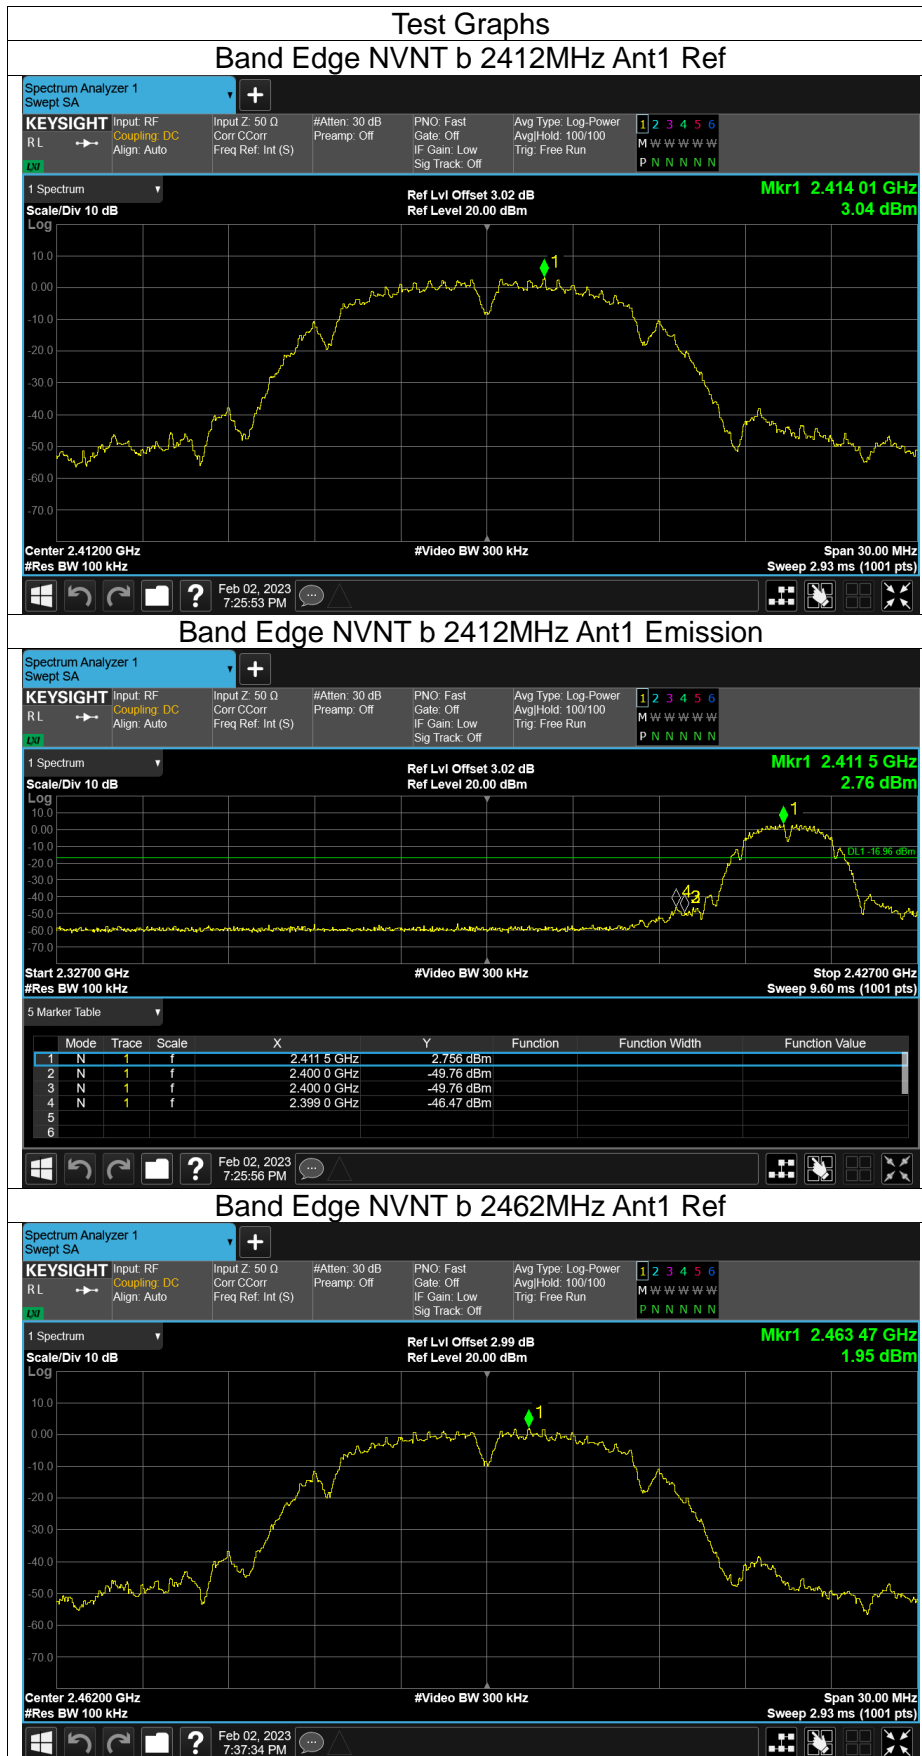 Test Graphs
Band Edge NVNT b 2412MHz Ant1 Ref
Spectrum Analyzer 1
Swept SA
+
KEYSIGHT Input: RF Input Z: 50 Ω #Atten: 30 dB PNO: Fast Avg Type: Log-Power 1 2 3 4 5 6
RL Coupling: DC Corr CCorr Preamp: Off Gate: Off Avg|Hold: 100/100 M W W W W W
Align: Auto Freq Ref: Int (S) IF Gain: Low Trig: Free Run P N N N N N
LXI Sig Track: Off
1 Spectrum Ref Lvl Offset 3.02 dB Mkr1 2.414 01 GHz
Scale/Div 10 dB Ref Level 20.00 dBm 3.04 dBm
Log
1
10.0
0.00
-10.0
-20.0
-30.0
-40.0
-50.0
-60.0
-70.0
Center 2.41200 GHz #Video BW 300 kHz Span 30.00 MHz
#Res BW 100 kHz Sweep 2.93 ms (1001 pts)
? Feb 02, 2023
7:25:53 PM
Band Edge NVNT b 2412MHz Ant1 Emission
Spectrum Analyzer 1
Swept SA
+
KEYSIGHT Input: RF Input Z: 50 Ω #Atten: 30 dB PNO: Fast Avg Type: Log-Power 1 2 3 4 5 6
RL Coupling: DC Corr CCorr Preamp: Off Gate: Off Avg|Hold: 100/100 M W W W W W
Align: Auto Freq Ref: Int (S) IF Gain: Low Trig: Free Run P N N N N N
LXI Sig Track: Off
1 Spectrum Ref Lvl Offset 3.02 dB Mkr1 2.411 5 GHz
Scale/Div 10 dB Ref Level 20.00 dBm 2.76 dBm
Log
10.0 1
0.00
-10.0 DL1 -16.96 dBm
-20.0
-30.0
-40.0 4 2
-50.0
-60.0
-70.0
Start 2.32700 GHz #Video BW 300 kHz Stop 2.42700 GHz
#Res BW 100 kHz Sweep 9.60 ms (1001 pts)
5 Marker Table
Mode Trace Scale X Y Function Function Width Function Value
1 N 1 f 2.411 5 GHz 2.756 dBm
2 N 1 f 2.400 0 GHz -49.76 dBm
3 N 1 f 2.400 0 GHz -49.76 dBm
4 N 1 f 2.399 0 GHz -46.47 dBm
5
6
? Feb 02, 2023
7:25:56 PM
Band Edge NVNT b 2462MHz Ant1 Ref
Spectrum Analyzer 1
Swept SA
+
KEYSIGHT Input: RF Input Z: 50 Ω #Atten: 30 dB PNO: Fast Avg Type: Log-Power 1 2 3 4 5 6
RL Coupling: DC Corr CCorr Preamp: Off Gate: Off Avg|Hold: 100/100 M W W W W W
Align: Auto Freq Ref: Int (S) IF Gain: Low Trig: Free Run P N N N N N
LXI Sig Track: Off
1 Spectrum Ref Lvl Offset 2.99 dB Mkr1 2.463 47 GHz
Scale/Div 10 dB Ref Level 20.00 dBm 1.95 dBm
Log
10.0 1
0.00
-10.0
-20.0
-30.0
-40.0
-50.0
-60.0
-70.0
Center 2.46200 GHz #Video BW 300 kHz Span 30.00 MHz
#Res BW 100 kHz Sweep 2.93 ms (1001 pts)
? Feb 02, 2023
7:37:34 PM